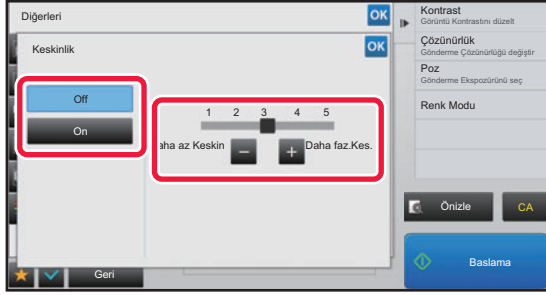 Diğerleri
OK
Keskinlik
OK
Off
On
1 2 3 4 5
aha az Keskin
−
+
Daha faz.Kes.
Geri
Kontrast
Görüntü Kontrastını düzelt
Çözünürlük
Gönderme Çözünürlüğü değiştir
Poz
Gönderme Ekspozürünü seç
Renk Modu
Önizle
CA
Baslama